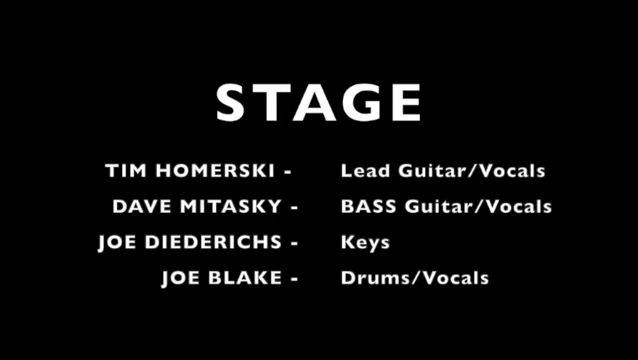 STAGE
TIM HOMERSKI - Lead Guitar/Vocals
DAVE MITASKY - BASS Guitar/Vocals
JOE DIEDERICHS - Keys
JOE BLAKE - Drums/Vocals